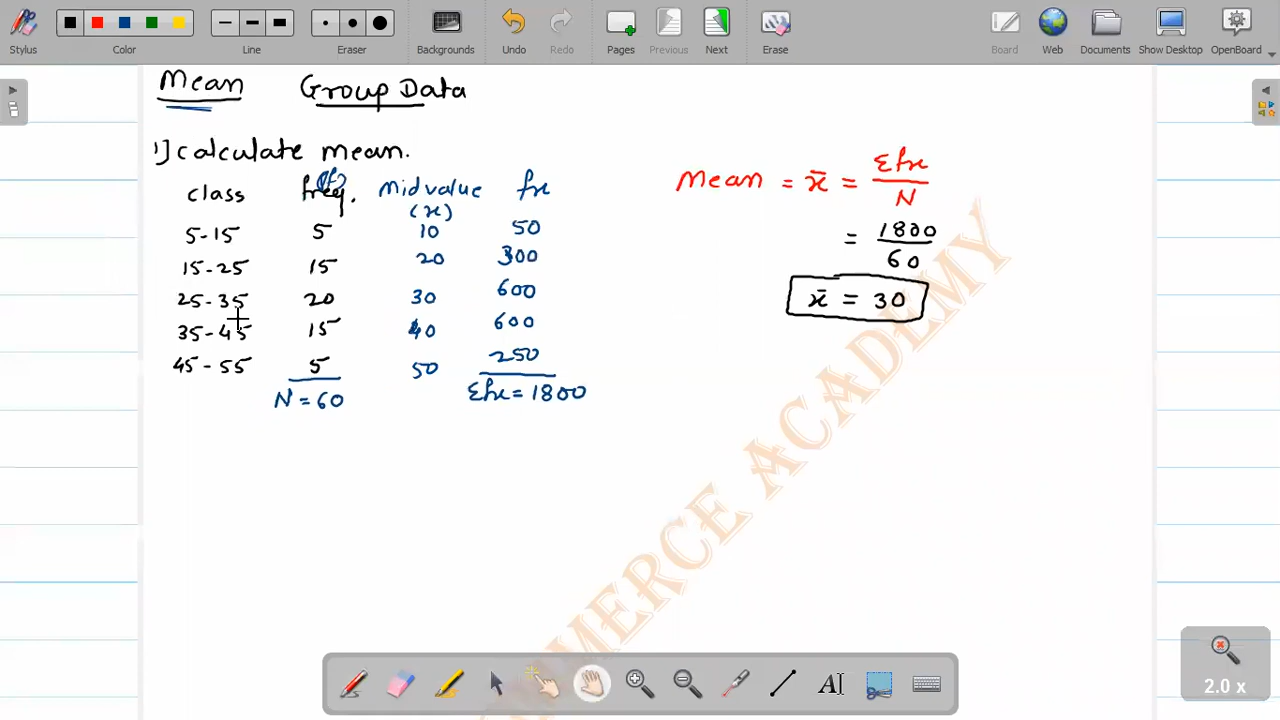 Stylus Color Line Eraser Backgrounds Undo Redo Pages Previous Next Erase Board Web Documents Show Desktop OpenBoard
Mean Group Data
1] Calculate mean.
class freq. (f) midvalue (x) fx
5-15 5 10 50
15-25 15 20 300
25-35 20 30 600
35-45 15 40 600
45-55 5 50 250
N = 60 Σfx = 1800
Mean = x̄ = Σfx / N
= 1800 / 60
x̄ = 30
MERCE ACADEMY
2.0 x